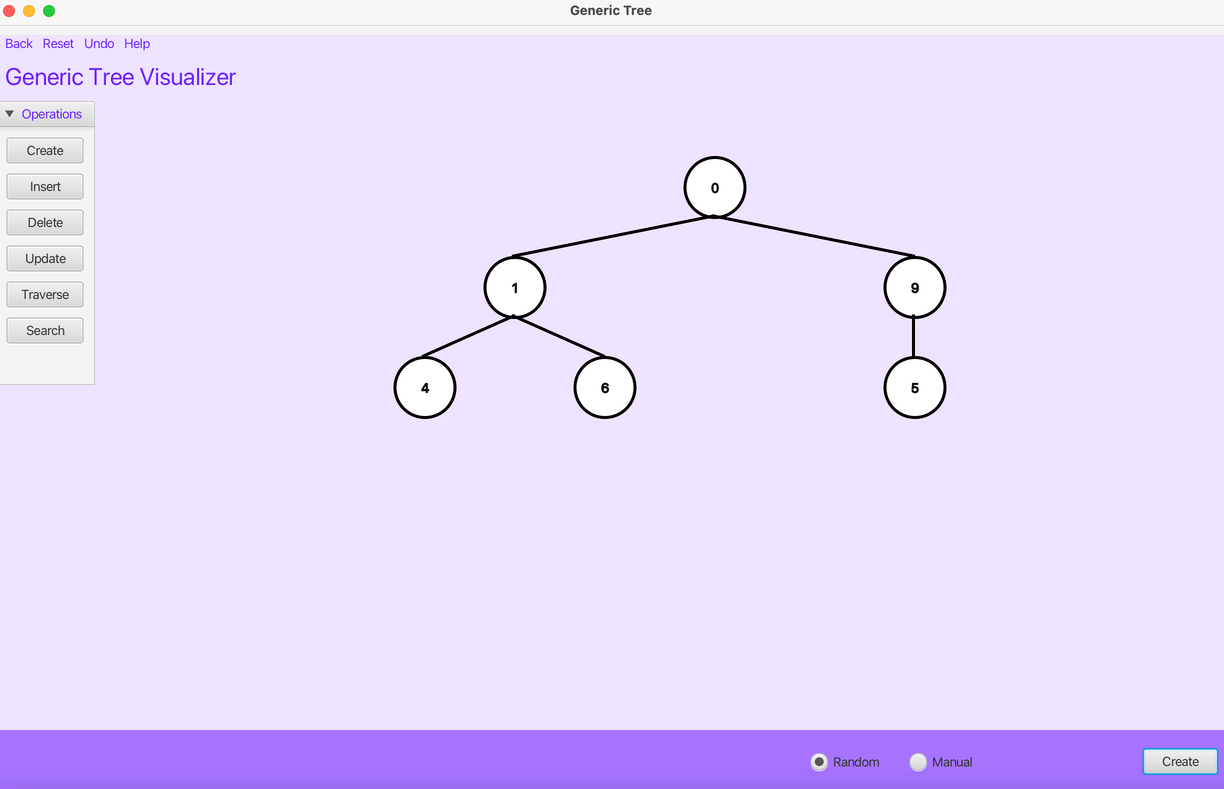 Generic Tree
Back Reset Undo Help
Generic Tree Visualizer
Operations
Create
Insert
Delete
Update
Traverse
Search
0
1 9
4 6 5
Random Manual Create